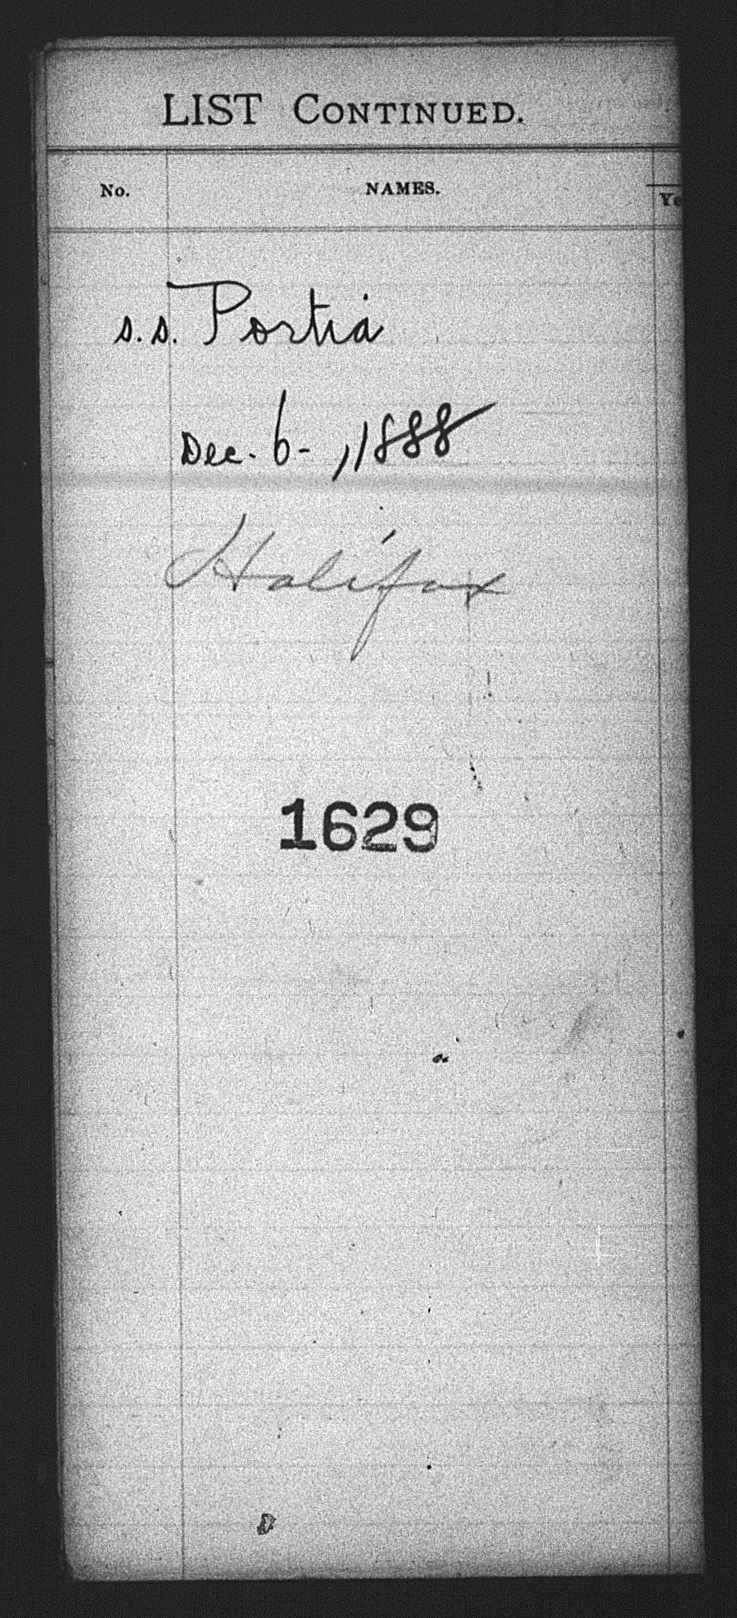 LIST CONTINUED.
No. NAMES.
s.s. Portia
Dec. 6-, 1888
Halifax
1629